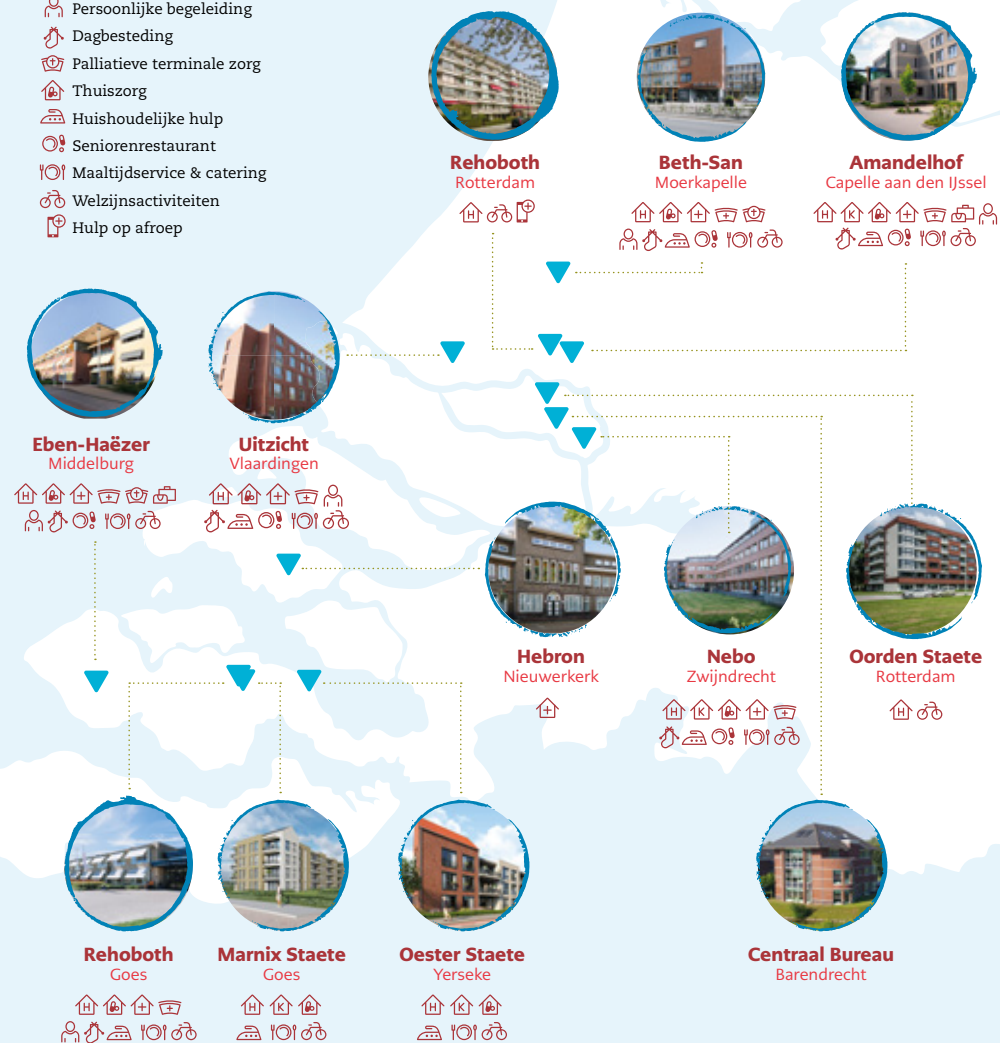 Persoonlijke begeleiding
Dagbesteding
Palliatieve terminale zorg
Thuiszorg
Huishoudelijke hulp
Seniorenrestaurant
Maaltijdservice & catering
Welzijnsactiviteiten
Hulp op afroep
Rehoboth
Rotterdam
H
Beth-San
Moerkapelle
H
Amandelhof
Capelle aan den IJssel
H K
Eben-Haëzer
Middelburg
H
Uitzicht
Vlaardingen
H
Hebron
Nieuwerkerk
Nebo
Zwijndrecht
H K
Oorden Staete
Rotterdam
H
Rehoboth
Goes
H
Marnix Staete
Goes
H K
Oester Staete
Yerseke
H K
Centraal Bureau
Barendrecht